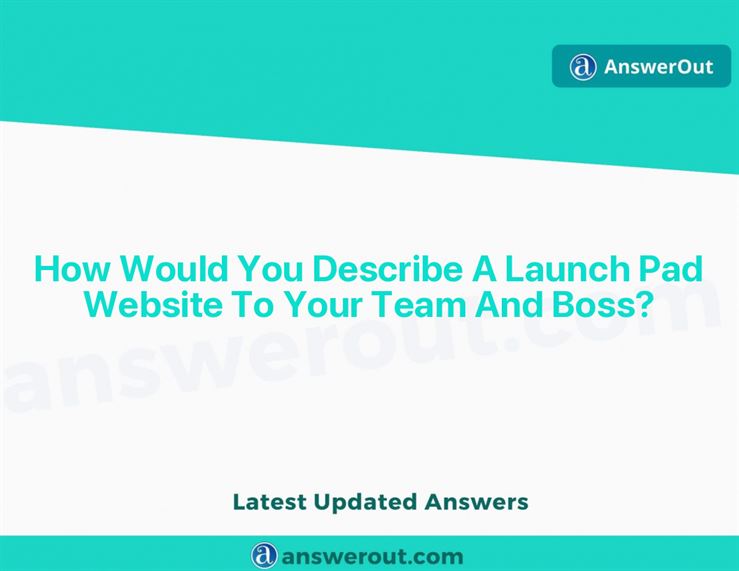 AnswerOut
How Would You Describe A Launch Pad
Website To Your Team And Boss?
answerout.com
Latest Updated Answers
answerout.com